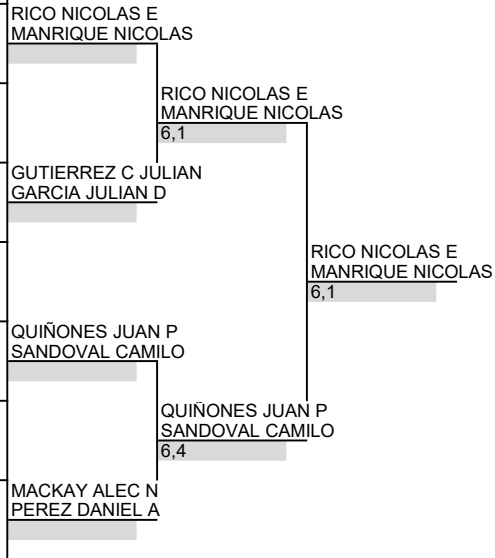 RICO NICOLAS E
MANRIQUE NICOLAS
RICO NICOLAS E
MANRIQUE NICOLAS
6,1
GUTIERREZ C JULIAN
GARCIA JULIAN D
RICO NICOLAS E
MANRIQUE NICOLAS
6,1
QUIÑONES JUAN P
SANDOVAL CAMILO
QUIÑONES JUAN P
SANDOVAL CAMILO
6,4
MACKAY ALEC N
PEREZ DANIEL A